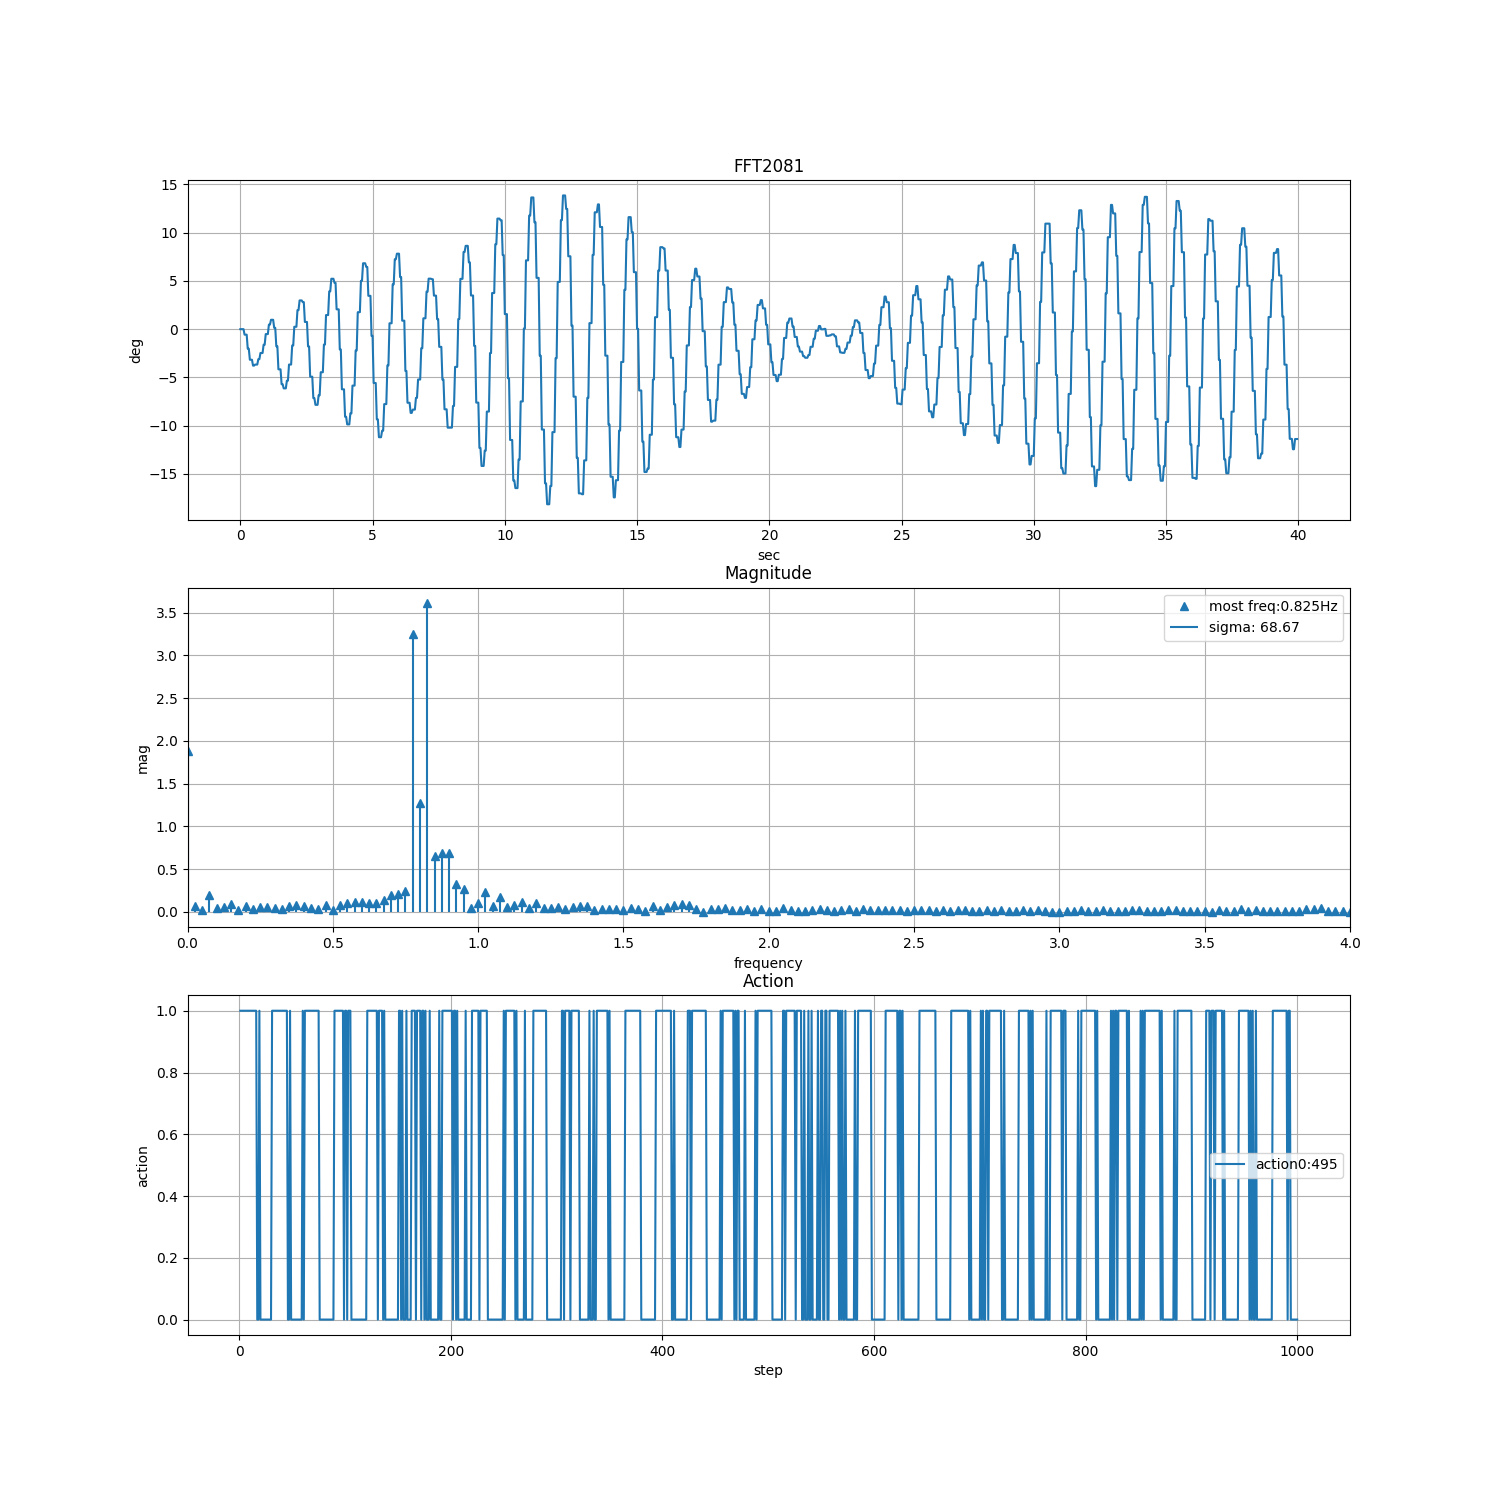 FFT2081
15
10
5
0
−5
−10
−15
deg
0 5 10 15 20 25 30 35 40
sec
Magnitude
3.5
3.0
2.5
2.0
1.5
1.0
0.5
0.0
mag
most freq:0.825Hz
sigma: 68.67
0.0 0.5 1.0 1.5 2.0 2.5 3.0 3.5 4.0
frequency
Action
1.0
0.8
0.6
0.4
0.2
0.0
action
action0:495
0 200 400 600 800 1000
step